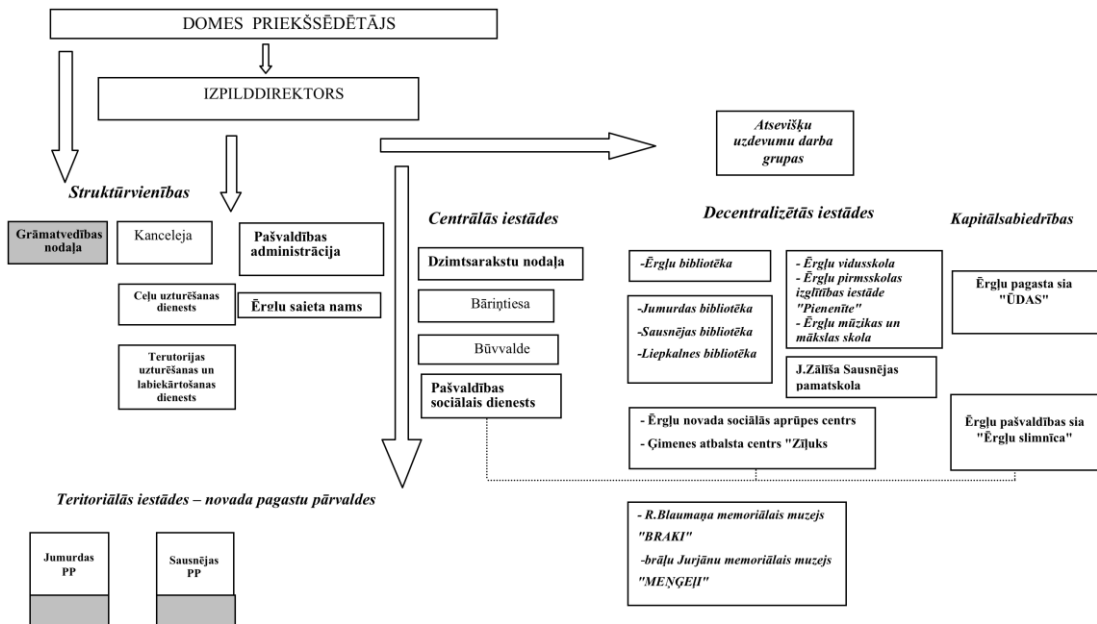 DOMES PRIEKŠSĒDĒTĀJS
IZPILDDIREKTORS
Atsevišķu
uzdevumu darba
grupas
Struktūrvienības
Grāmatvedības
nodaļa
Kanceleja
Pašvaldības
administrācija
Ceļu uzturēšanas
dienests
Ērgļu saieta nams
Terutorijas
uzturēšanas un
labiekārtošanas
dienests
Centrālās iestādes
Dzimtsarakstu nodaļa
Bāriņtiesa
Būvvalde
Pašvaldības
sociālais dienests
Decentralizētās iestādes
-Ērgļu bibliotēka
-Jumurdas bibliotēka
-Sausnējas bibliotēka
-Liepkalnes bibliotēka
- Ērgļu vidusskola
- Ērgļu pirmsskolas
izglītības iestāde
"Pienenīte"
- Ērgļu mūzikas un
mākslas skola
J.Zālīša Sausnējas
pamatskola
- Ērgļu novada sociālās aprūpes centrs
- Ģimenes atbalsta centrs "Zīļuks
- R.Blaumaņa memoriālais muzejs
"BRAKI"
-brāļu Jurjānu memoriālais muzejs
"MEŅĢEĻI"
Kapitālsabiedrības
Ērgļu pagasta sia
"ŪDAS"
Ērgļu pašvaldības sia
"Ērgļu slimnīca"
Teritoriālās iestādes – novada pagastu pārvaldes
Jumurdas
PP
Sausnējas
PP